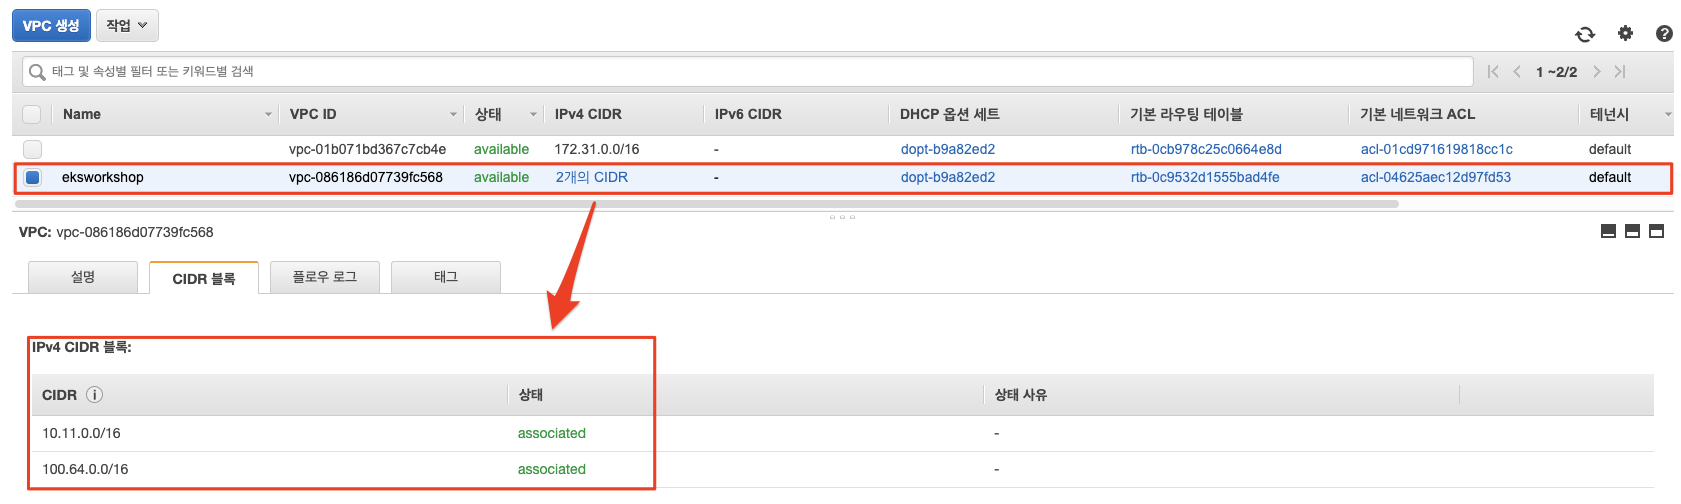 VPC 생성 작업
태그 및 속성별 필터 또는 키워드별 검색 1 ~2/2
Name VPC ID 상태 IPv4 CIDR IPv6 CIDR DHCP 옵션 세트 기본 라우팅 테이블 기본 네트워크 ACL 테넌시
vpc-01b071bd367c7cb4e available 172.31.0.0/16 - dopt-b9a82ed2 rtb-0cb978c25c0664e8d acl-01cd971619818cc1c default
eksworkshop vpc-086186d07739fc568 available 2개의 CIDR - dopt-b9a82ed2 rtb-0c9532d1555bad4fe acl-04625aec12d97fd53 default
VPC: vpc-086186d07739fc568
설명 CIDR 블록 플로우 로그 태그
IPv4 CIDR 블록:
CIDR 상태 상태 사유
10.11.0.0/16 associated -
100.64.0.0/16 associated -